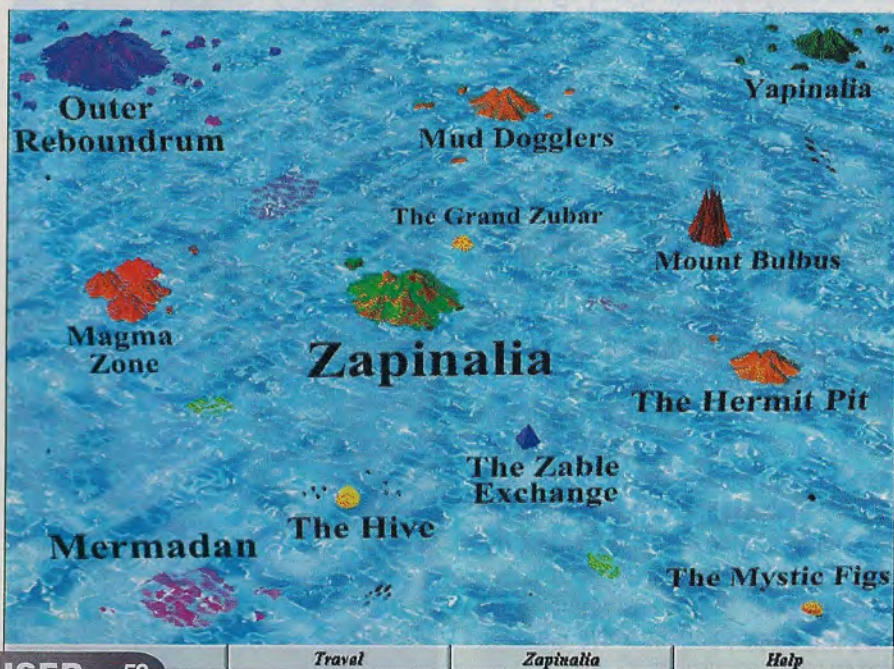 Outer
Reboundrum
Yapinalia
Mud Dogglers
The Grand Zubar
Mount Bulbus
Magma
Zone
Zapinalia
The Hermit Pit
The Zable
Exchange
The Hive
Mermadan
The Mystic Figs
Travel
Zapinalia
Help